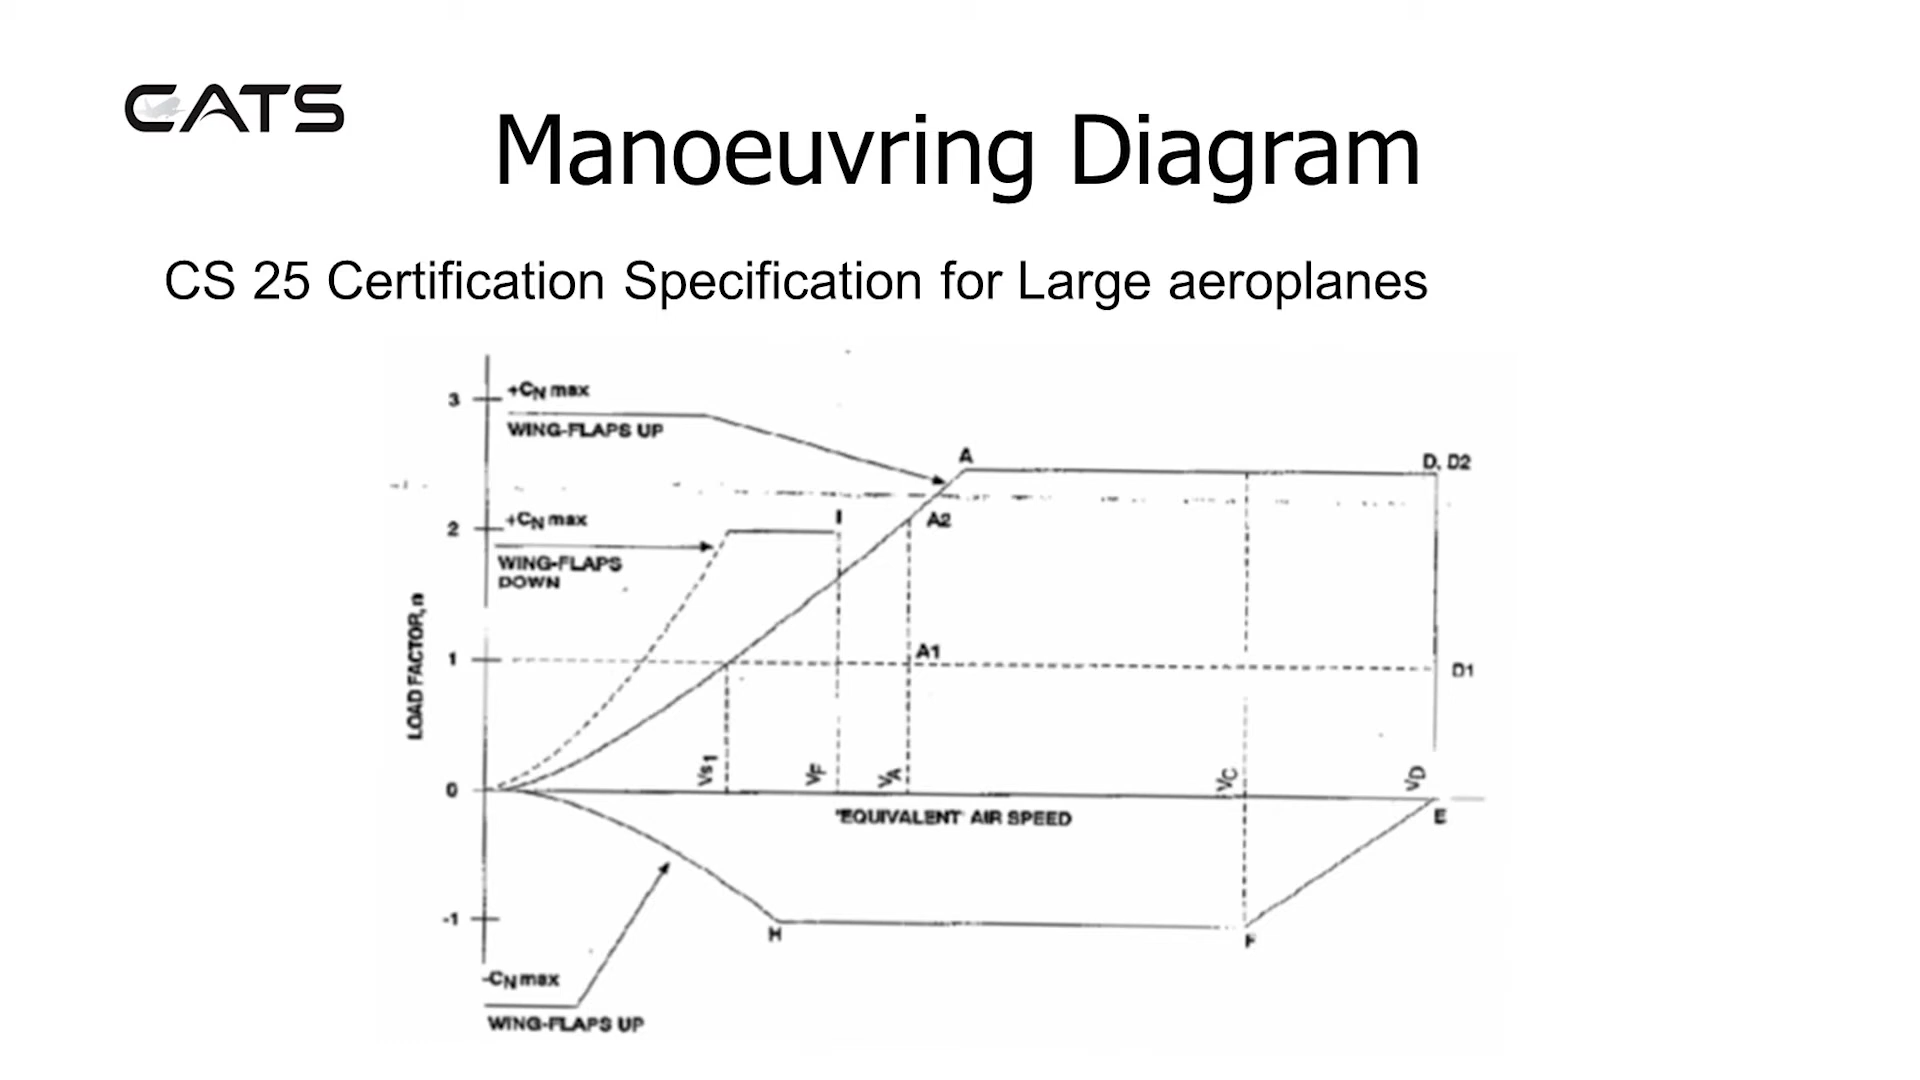 CATS
Manoeuvring Diagram
CS 25 Certification Specification for Large aeroplanes
+CN max
3
WING-FLAPS UP
A
D, D2
+CN max
I
A2
2
WING-FLAPS
DOWN
LOAD FACTOR, n
1
A1
D1
VS1
VF
VA
VC
VD
0
'EQUIVALENT' AIR SPEED
E
-1
H
F
-CN max
WING-FLAPS UP